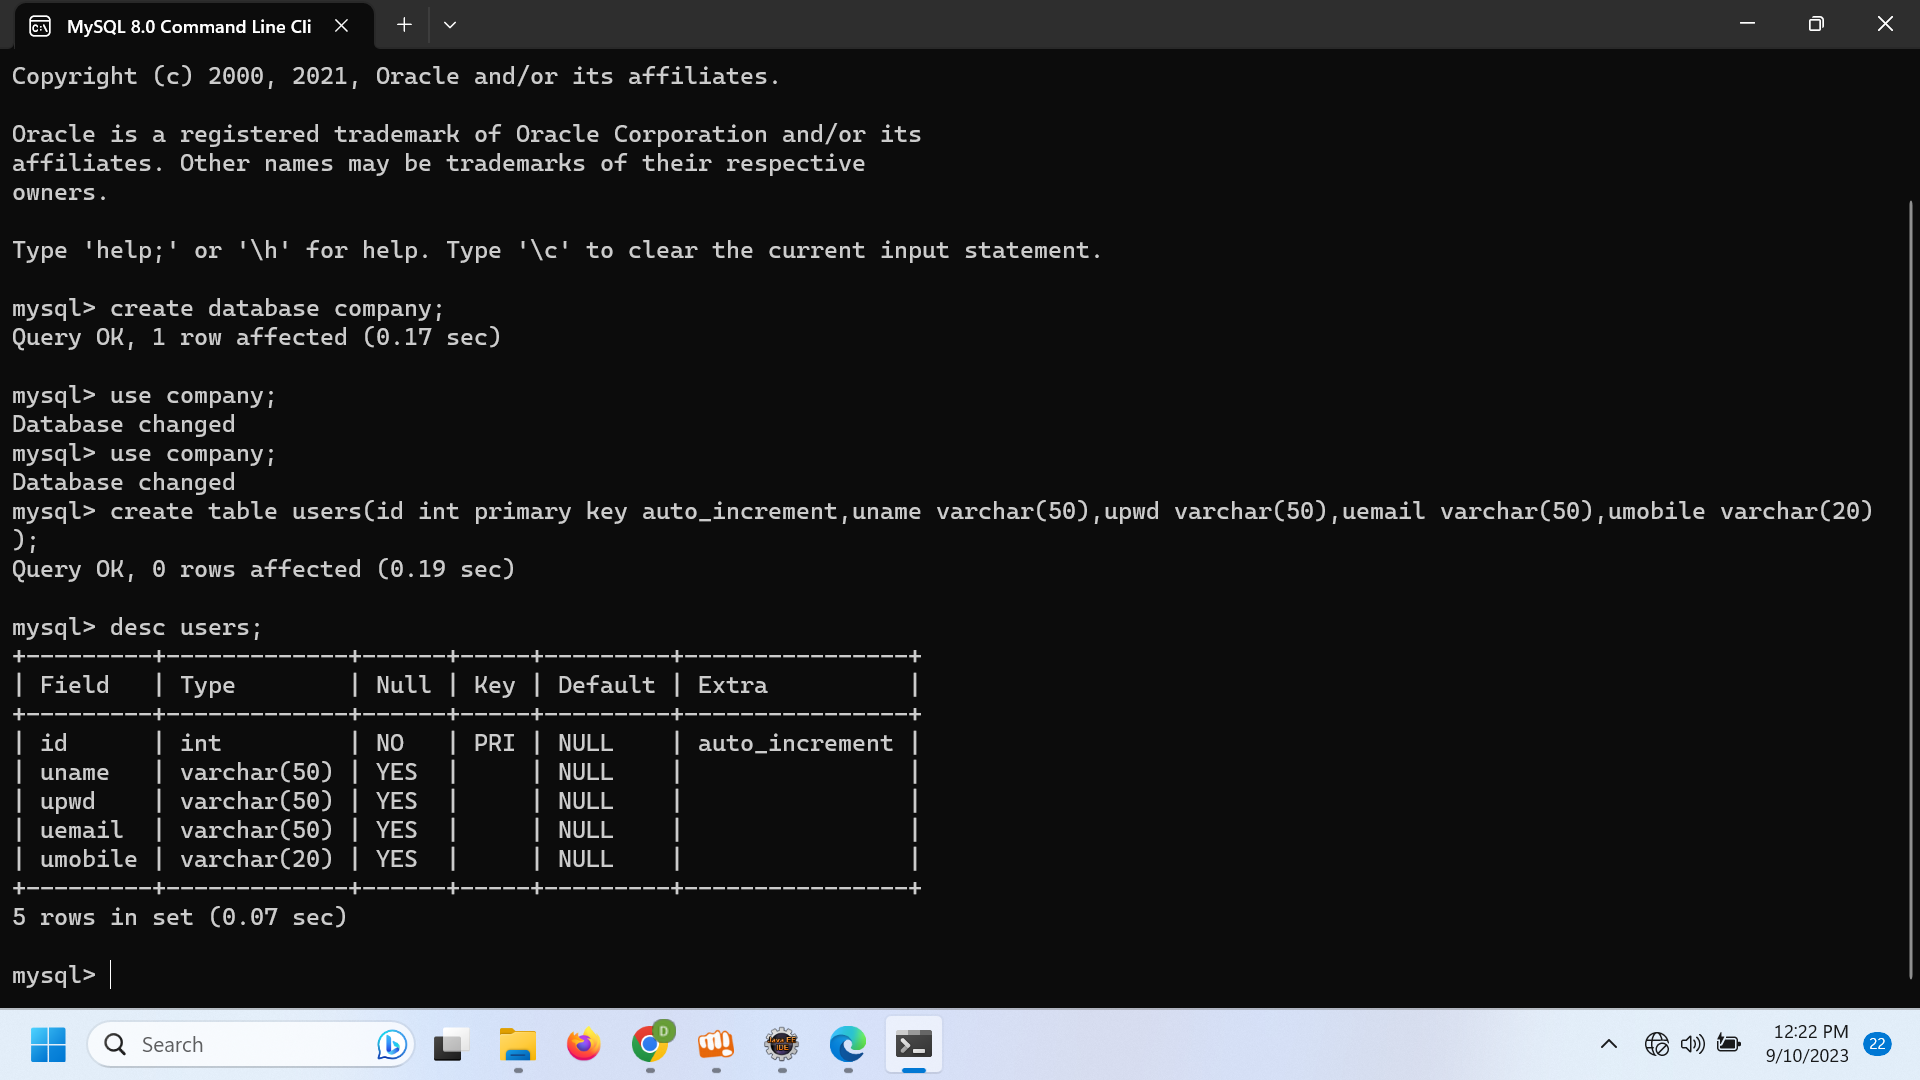 MySQL 8.0 Command Line Cli
Copyright (c) 2000, 2021, Oracle and/or its affiliates.
Oracle is a registered trademark of Oracle Corporation and/or its
affiliates. Other names may be trademarks of their respective
owners.
Type 'help;' or '\h' for help. Type '\c' to clear the current input statement.
mysql> create database company;
Query OK, 1 row affected (0.17 sec)
mysql> use company;
Database changed
mysql> use company;
Database changed
mysql> create table users(id int primary key auto_increment,uname varchar(50),upwd varchar(50),uemail varchar(50),umobile varchar(20)
);
Query OK, 0 rows affected (0.19 sec)
mysql> desc users;
+---------+-------------+------+-----+---------+----------------+
| Field   | Type        | Null | Key | Default | Extra          |
+---------+-------------+------+-----+---------+----------------+
| id      | int         | NO   | PRI | NULL    | auto_increment |
| uname   | varchar(50) | YES  |     | NULL    |                |
| upwd    | varchar(50) | YES  |     | NULL    |                |
| uemail  | varchar(50) | YES  |     | NULL    |                |
| umobile | varchar(20) | YES  |     | NULL    |                |
+---------+-------------+------+-----+---------+----------------+
5 rows in set (0.07 sec)
mysql>
Search
D
Java EE
IDE
12:22 PM
9/10/2023
22